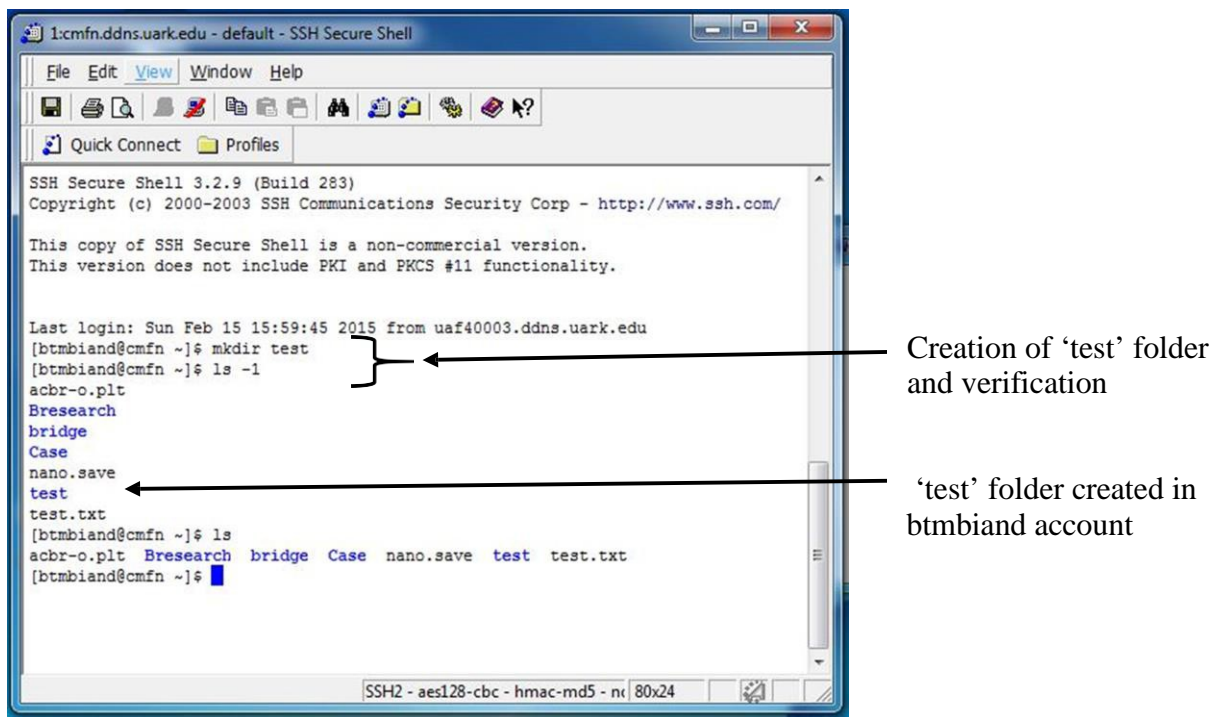 1:cmfn.ddns.uark.edu - default - SSH Secure Shell
File Edit View Window Help
Quick Connect Profiles
SSH Secure Shell 3.2.9 (Build 283)
Copyright (c) 2000-2003 SSH Communications Security Corp - http://www.ssh.com/
This copy of SSH Secure Shell is a non-commercial version.
This version does not include PKI and PKCS #11 functionality.
Last login: Sun Feb 15 15:59:45 2015 from uaf40003.ddns.uark.edu
[btmbiand@cmfn ~]$ mkdir test
[btmbiand@cmfn ~]$ ls -1
acbr-o.plt
Bresearch
bridge
Case
nano.save
test
test.txt
[btmbiand@cmfn ~]$ ls
acbr-o.plt Bresearch bridge Case nano.save test test.txt
[btmbiand@cmfn ~]$
SSH2 - aes128-cbc - hmac-md5 - nc 80x24
Creation of ‘test’ folder
and verification
‘test’ folder created in
btmbiand account